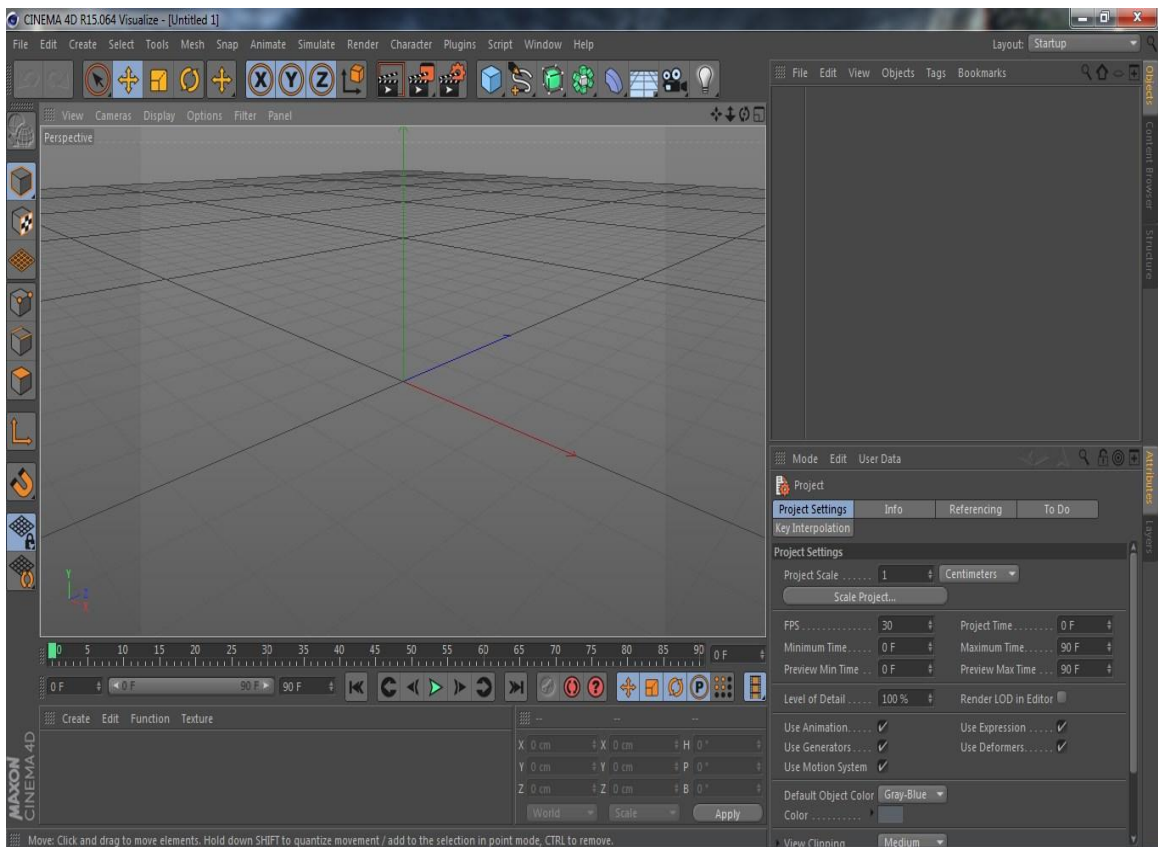 CINEMA 4D R15.064 Visualize - [Untitled 1]
File Edit Create Select Tools Mesh Snap Animate Simulate Render Character Plugins Script Window Help
Layout: Startup
X Y Z
File Edit View Objects Tags Bookmarks
Objects
Content Browser
Structure
View Cameras Display Options Filter Panel
Perspective
Y
Z
X
Mode Edit User Data
Attributes
Layers
Project
Project Settings Info Referencing To Do
Key Interpolation
Project Settings
Project Scale ...... 1 Centimeters
Scale Project...
FPS.............. 30 Project Time........ 0 F
Minimum Time..... 0 F Maximum Time..... 90 F
Preview Min Time .. 0 F Preview Max Time ... 90 F
Level of Detail ..... 100 % Render LOD in Editor
Use Animation..... Use Expression .....
Use Generators .... Use Deformers......
Use Motion System
Default Object Color Gray-Blue
Color ..........
View Clipping Medium
0 5 10 15 20 25 30 35 40 45 50 55 60 65 70 75 80 85 90 0 F
0 F 0 F 90 F 90 F
? P
Create Edit Function Texture
-- -- --
X 0 cm X 0 cm H 0 °
Y 0 cm Y 0 cm P 0 °
Z 0 cm Z 0 cm B 0 °
World Scale Apply
MAXON
CINEMA 4D
Move: Click and drag to move elements. Hold down SHIFT to quantize movement / add to the selection in point mode, CTRL to remove.